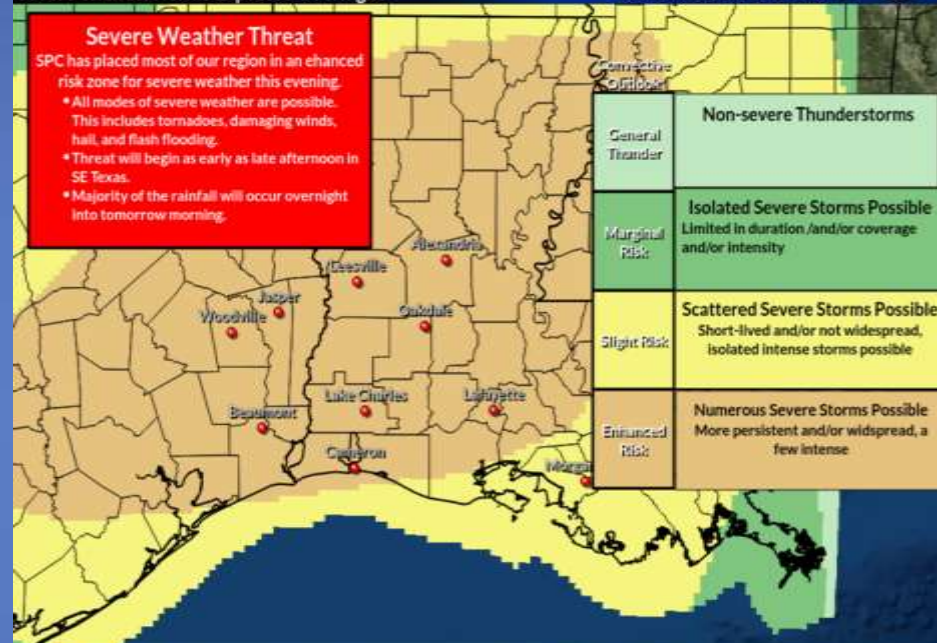 Severe Weather Threat
SPC has placed most of our region in an ehanced
risk zone for severe weather this evening.
• All modes of severe weather are possible.
This includes tornadoes, damaging winds,
hail, and flash flooding.
• Threat will begin as early as late afternoon in
SE Texas.
• Majority of the rainfall will occur overnight
into tomorrow morning.
Convective
Outlook
General
Thunder
Non-severe Thunderstorms
Marginal
Risk
Isolated Severe Storms Possible
Limited in duration /and/or coverage
and/or intensity
Slight Risk
Scattered Severe Storms Possible
Short-lived and/or not widespread,
isolated intense storms possible
Enhanced
Risk
Numerous Severe Storms Possible
More persistent and/or widspread, a
few intense
Alexandria
Leesville
Jasper
Woodville
Oakdale
Lake Charles
Lafayette
Beaumont
Cameron
Morga